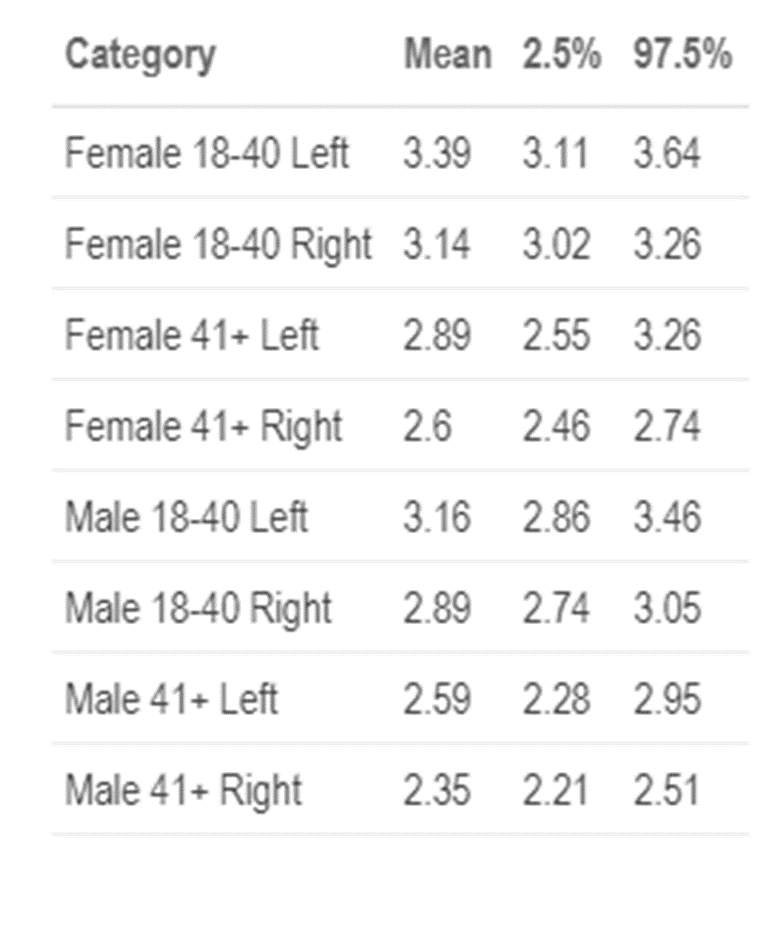 Category Mean 2.5% 97.5%
Female 18-40 Left 3.39 3.11 3.64
Female 18-40 Right 3.14 3.02 3.26
Female 41+ Left 2.89 2.55 3.26
Female 41+ Right 2.6 2.46 2.74
Male 18-40 Left 3.16 2.86 3.46
Male 18-40 Right 2.89 2.74 3.05
Male 41+ Left 2.59 2.28 2.95
Male 41+ Right 2.35 2.21 2.51